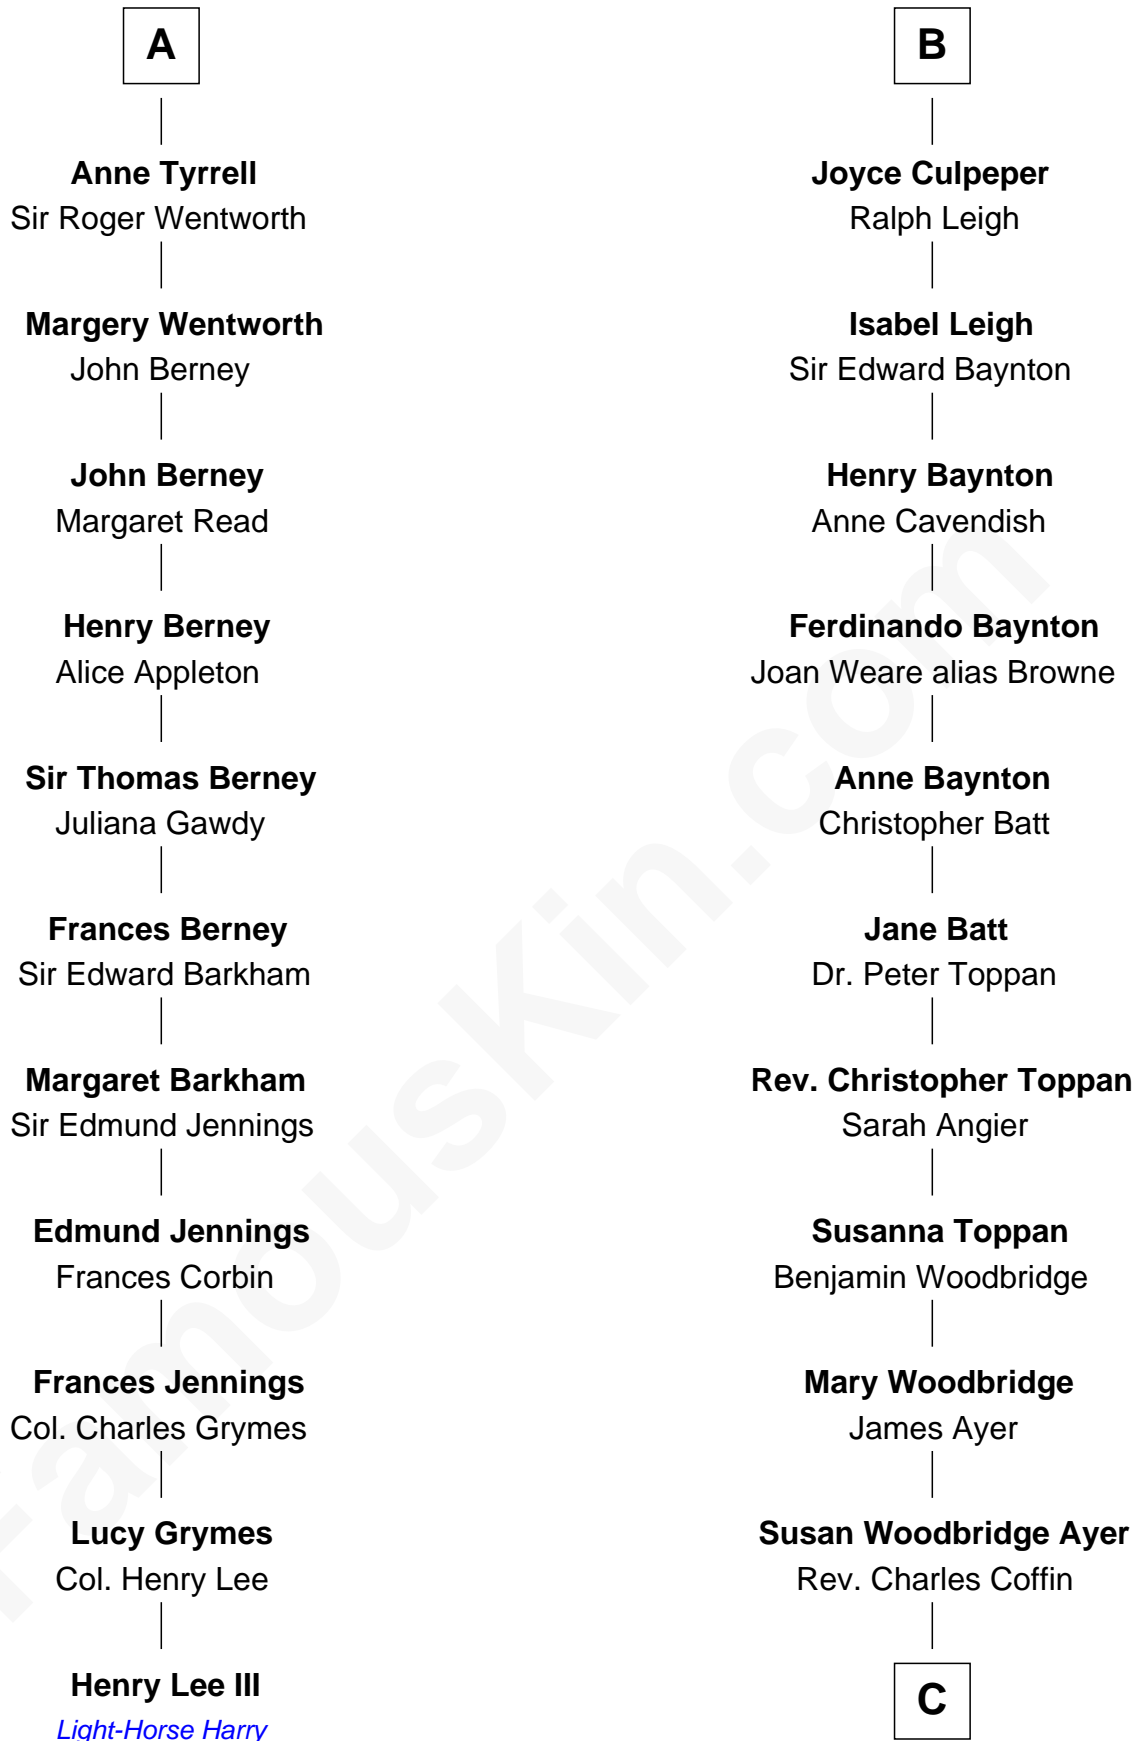 A
Anne Tyrrell
Sir Roger Wentworth
Margery Wentworth
John Berney
John Berney
Margaret Read
Henry Berney
Alice Appleton
Sir Thomas Berney
Juliana Gawdy
Frances Berney
Sir Edward Barkham
Margaret Barkham
Sir Edmund Jennings
Edmund Jennings
Frances Corbin
Frances Jennings
Col. Charles Grymes
Lucy Grymes
Col. Henry Lee
Henry Lee III
Light-Horse Harry
B
Joyce Culpeper
Ralph Leigh
Isabel Leigh
Sir Edward Baynton
Henry Baynton
Anne Cavendish
Ferdinando Baynton
Joan Weare alias Browne
Anne Baynton
Christopher Batt
Jane Batt
Dr. Peter Toppan
Rev. Christopher Toppan
Sarah Angier
Susanna Toppan
Benjamin Woodbridge
Mary Woodbridge
James Ayer
Susan Woodbridge Ayer
Rev. Charles Coffin
C
FamousKin.com